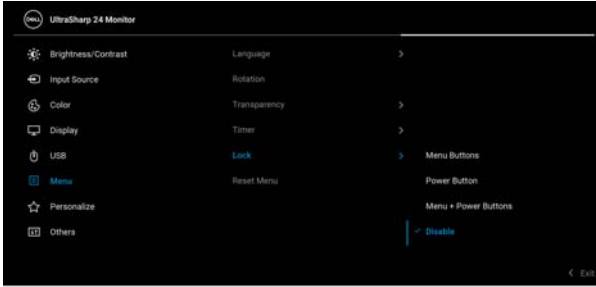 DELL
UltraSharp 24 Monitor
Brightness/Contrast
Input Source
Color
Display
USB
Menu
Personalize
Others
Language
Rotation
Transparency
Timer
Lock
Reset Menu
Menu Buttons
Power Button
Menu + Power Buttons
Disable
Exit